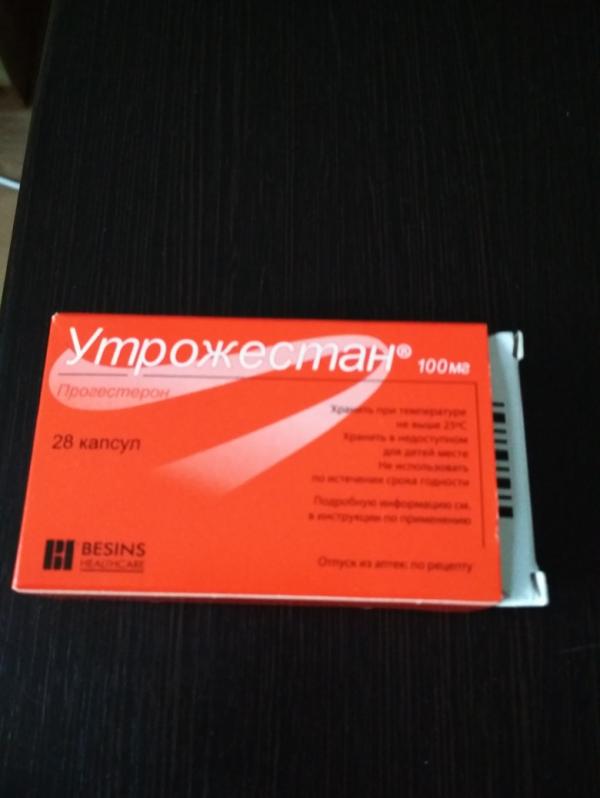 Утрожестан® 100мг
Прогестерон
28 капсул
Хранить при температуре
не выше 25°С
Хранить в недоступном
для детей месте
Не использовать
по истечении срока годности
Подробную информацию см.
в инструкции по применению
BESINS
HEALTHCARE
Отпуск из аптек: по рецепту